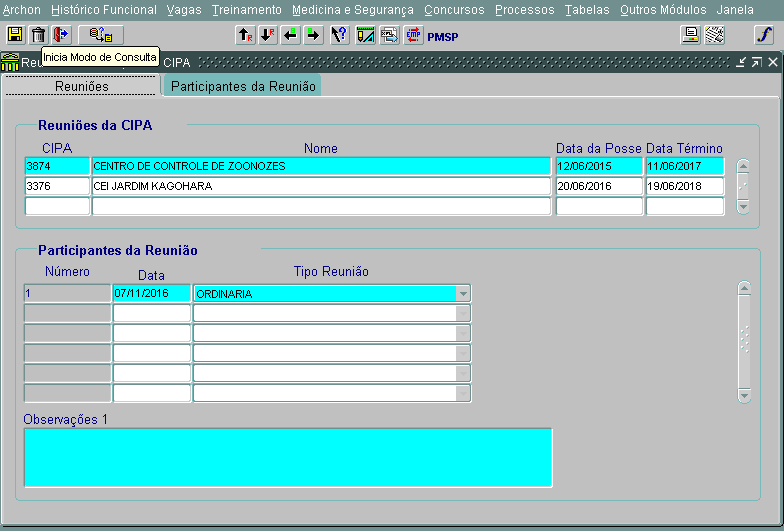 Archon Histórico Funcional Vagas Treinamento Medicina e Segurança Concursos Processos Tabelas Outros Módulos Janela
PMSP
Inicia Modo de Consulta
Reu CIPA
Reuniões Participantes da Reunião
Reuniões da CIPA
CIPA Nome Data da Posse Data Término
3874 CENTRO DE CONTROLE DE ZOONOZES 12/06/2015 11/06/2017
3376 CEI JARDIM KAGOHARA 20/06/2016 19/06/2018
Participantes da Reunião
Número Data Tipo Reunião
1 07/11/2016 ORDINARIA
Observações 1